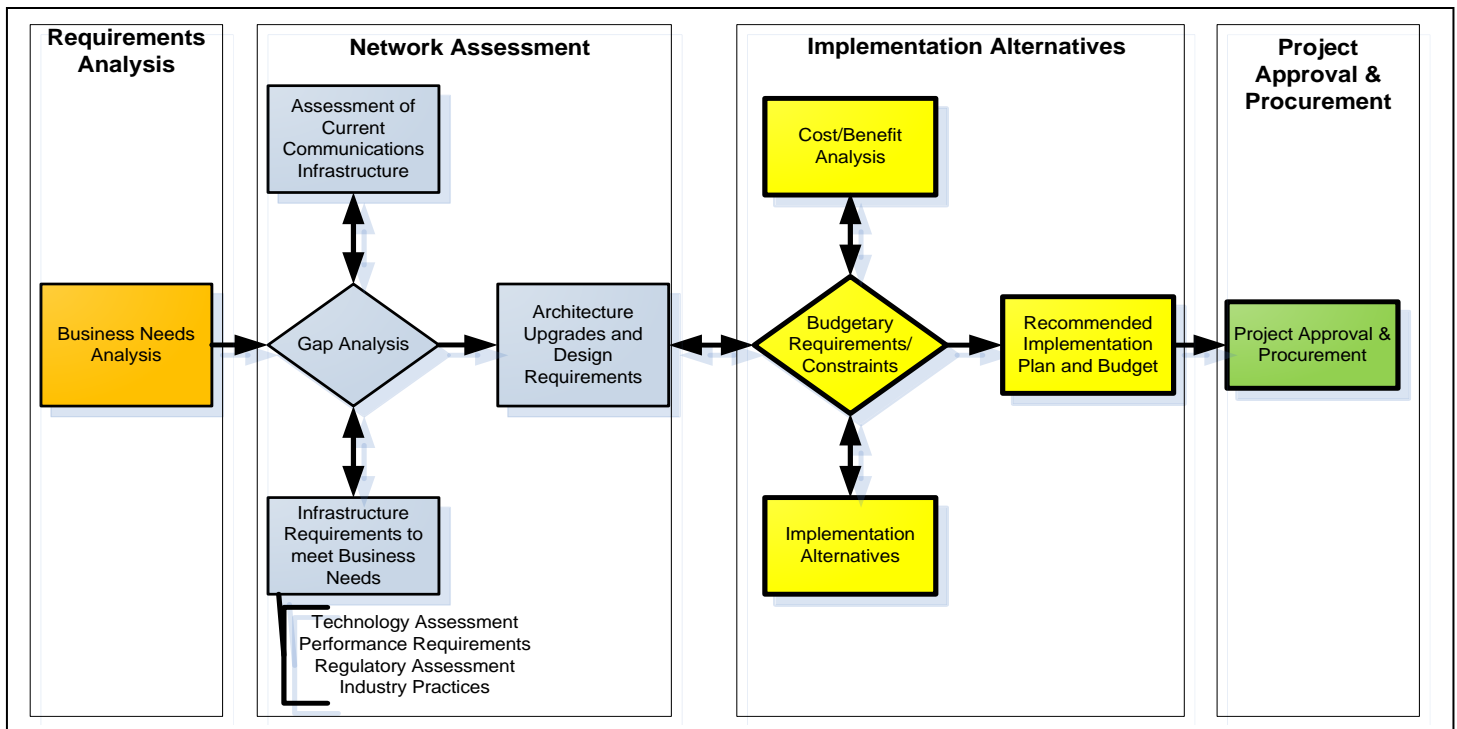 Requirements
Analysis
Network Assessment
Implementation Alternatives
Project
Approval &
Procurement
Assessment of
Current
Communications
Infrastructure
Cost/Benefit
Analysis
Business Needs
Analysis
Gap Analysis
Architecture
Upgrades and
Design
Requirements
Budgetary
Requirements/
Constraints
Recommended
Implementation
Plan and Budget
Project Approval &
Procurement
Infrastructure
Requirements to
meet Business
Needs
Implementation
Alternatives
Technology Assessment
Performance Requirements
Regulatory Assessment
Industry Practices